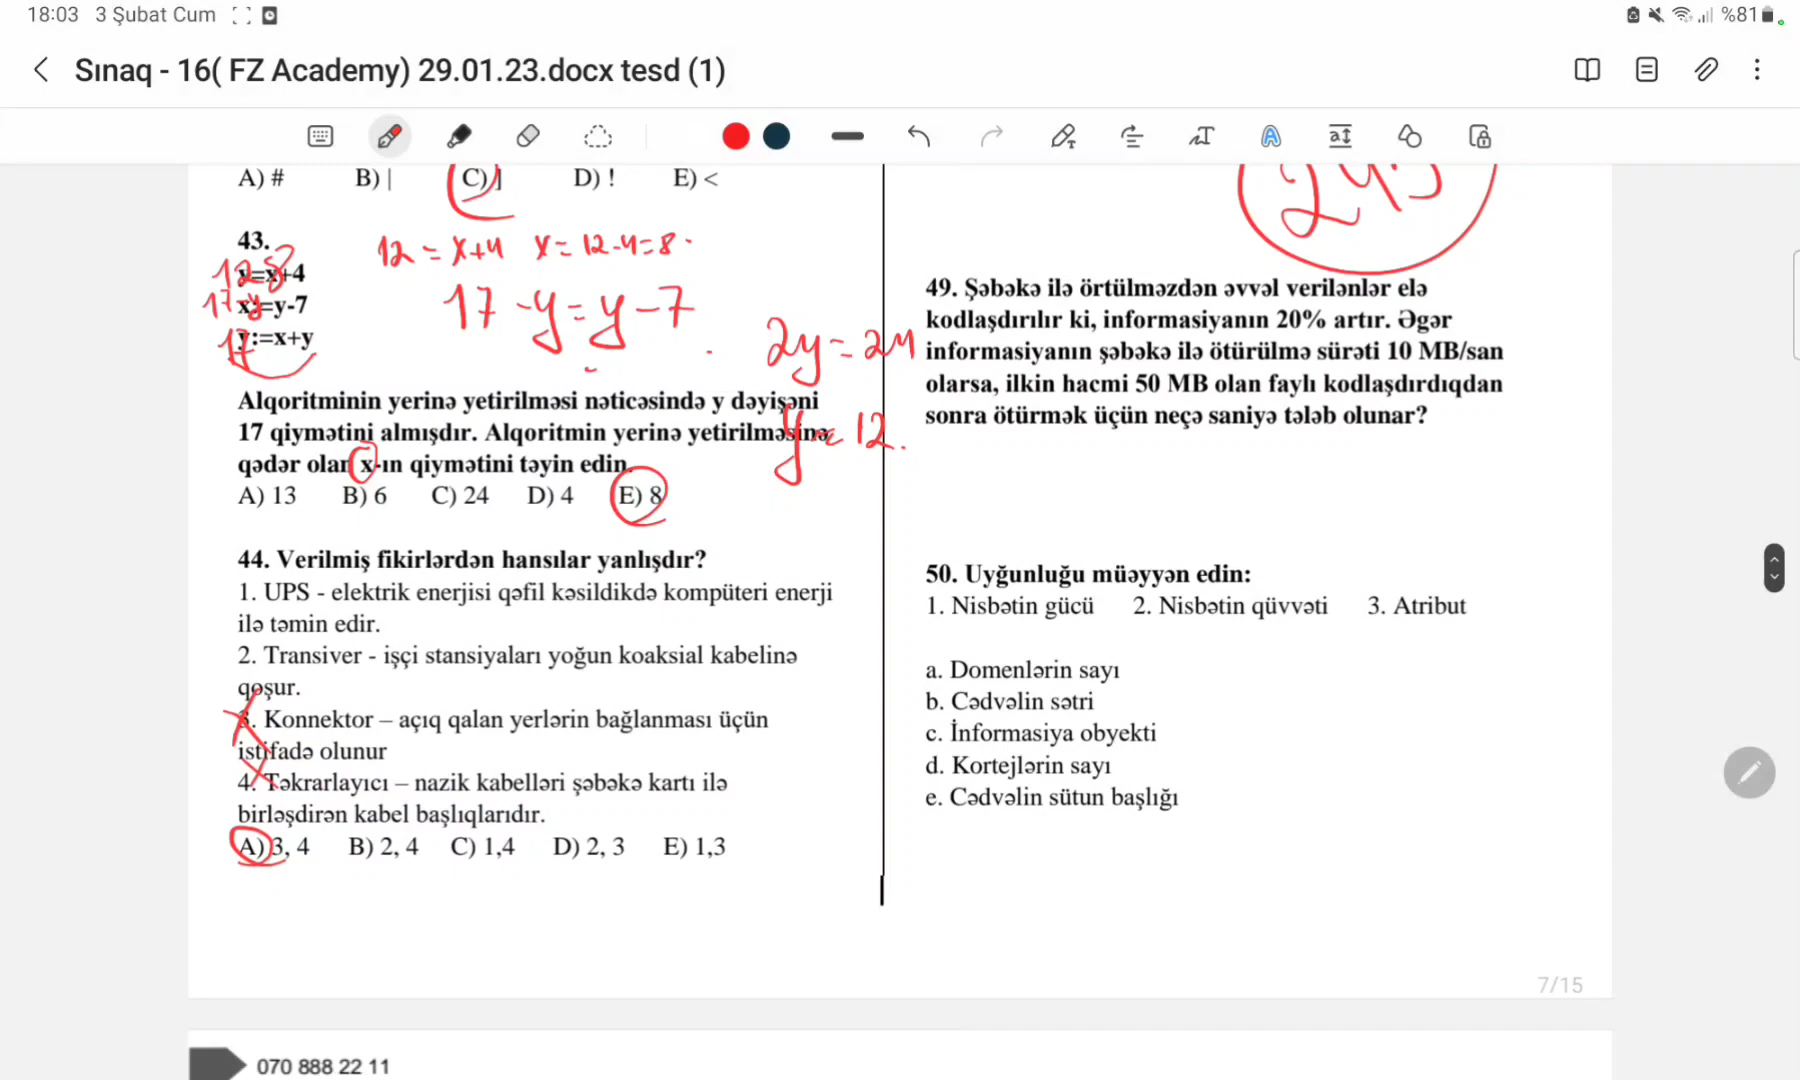 18:03 3 Şubat Cum
%81
Sınaq - 16( FZ Academy) 29.01.23.docx tesd (1)
A) # B) | C) ] D) ! E) <
43.
12 = x+4 x = 12-4=8.
12 8
y=x+4
17-y
x:=y-7
17
y:=x+y
17-y=y-7
2y=24
y=12.
Alqoritminin yerinə yetirilməsi nəticəsində y dəyişəni
17 qiymətini almışdır. Alqoritmin yerinə yetirilməsinə
qədər olan x-ın qiymətini təyin edin.
A) 13 B) 6 C) 24 D) 4 E) 8
44. Verilmiş fikirlərdən hansılar yanlışdır?
1. UPS - elektrik enerjisi qəfil kəsildikdə kompüteri enerji
ilə təmin edir.
2. Transiver - işçi stansiyaları yoğun koaksial kabelinə
qoşur.
3. Konnektor – açıq qalan yerlərin bağlanması üçün
istifadə olunur
4. Təkrarlayıcı – nazik kabelləri şəbəkə kartı ilə
birləşdirən kabel başlıqlarıdır.
A) 3, 4 B) 2, 4 C) 1,4 D) 2, 3 E) 1,3
245
49. Şəbəkə ilə örtülməzdən əvvəl verilənlər elə
kodlaşdırılır ki, informasiyanın 20% artır. Əgər
informasiyanın şəbəkə ilə ötürülmə sürəti 10 MB/san
olarsa, ilkin hacmi 50 MB olan faylı kodlaşdırdıqdan
sonra ötürmək üçün neçə saniyə tələb olunar?
50. Uyğunluğu müəyyən edin:
1. Nisbətin gücü 2. Nisbətin qüvvəti 3. Atribut
a. Domenlərin sayı
b. Cədvəlin sətri
c. İnformasiya obyekti
d. Kortejlərin sayı
e. Cədvəlin sütun başlığı
7/15
070 888 22 11